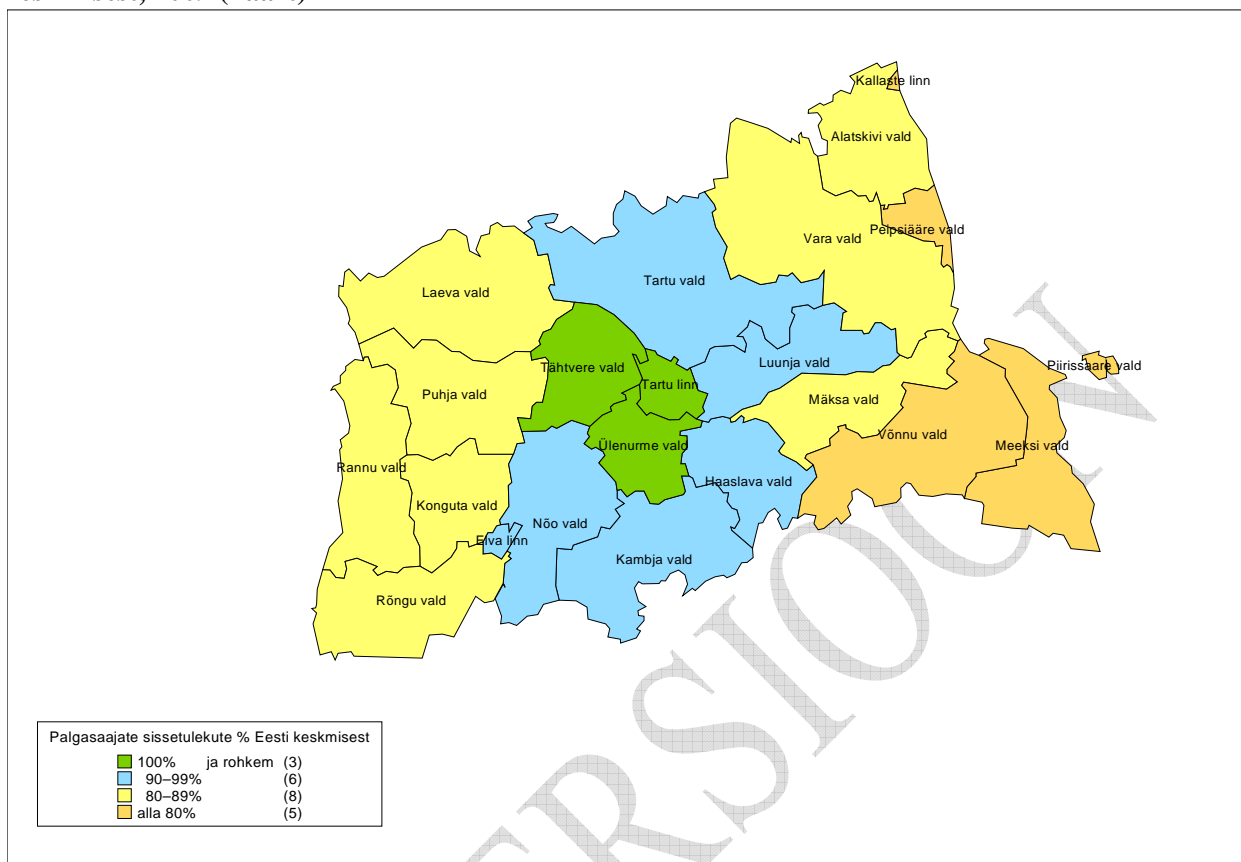 Kallaste linn
Alatskivi vald
Peipsiääre vald
Vara vald
Tartu vald
Laeva vald
Luunja vald
Piirissaare vald
Tähtvere vald
Tartu linn
Puhja vald
Mäksa vald
Võnnu vald
Ülenurme vald
Meeksi vald
Rannu vald
Haaslava vald
Konguta vald
Nõo vald
Elva linn
Kambja vald
Rõngu vald
Palgasaajate sissetulekute % Eesti keskmisest
100% ja rohkem (3)
90–99% (6)
80–89% (8)
alla 80% (5)
ERSIOON